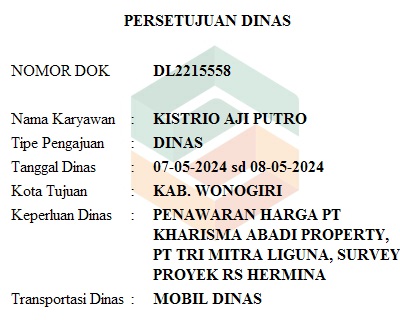 PERSETUJUAN DINAS
NOMOR DOK DL2215558
Nama Karyawan : KISTRIO AJI PUTRO
Tipe Pengajuan : DINAS
Tanggal Dinas : 07-05-2024 sd 08-05-2024
Kota Tujuan : KAB. WONOGIRI
Keperluan Dinas : PENAWARAN HARGA PT
KHARISMA ABADI PROPERTY,
PT TRI MITRA LIGUNA, SURVEY
PROYEK RS HERMINA
Transportasi Dinas : MOBIL DINAS